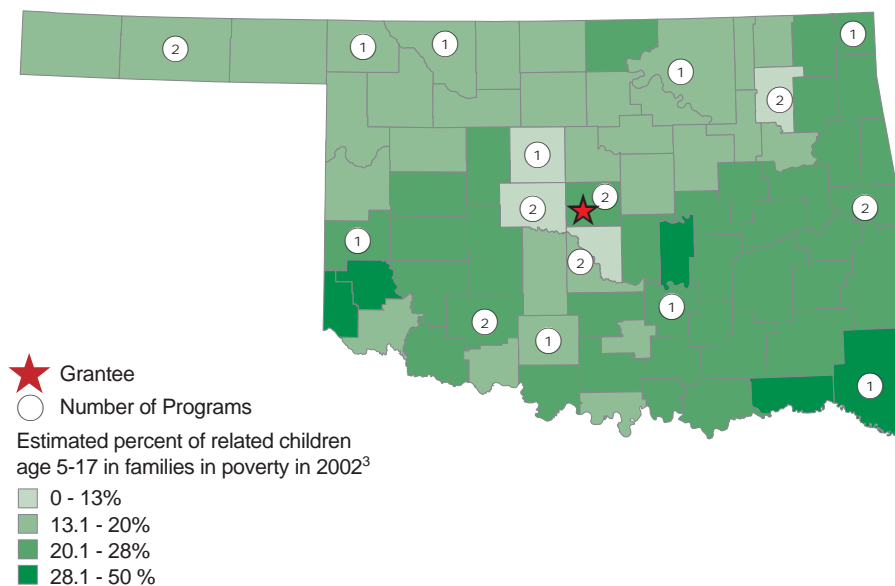 1
1
1
2
1
2
1
2
2
2
1
2
1
2
1
1
Grantee
Number of Programs
Estimated percent of related children
age 5-17 in families in poverty in 2002³
0 - 13%
13.1 - 20%
20.1 - 28%
28.1 - 50 %